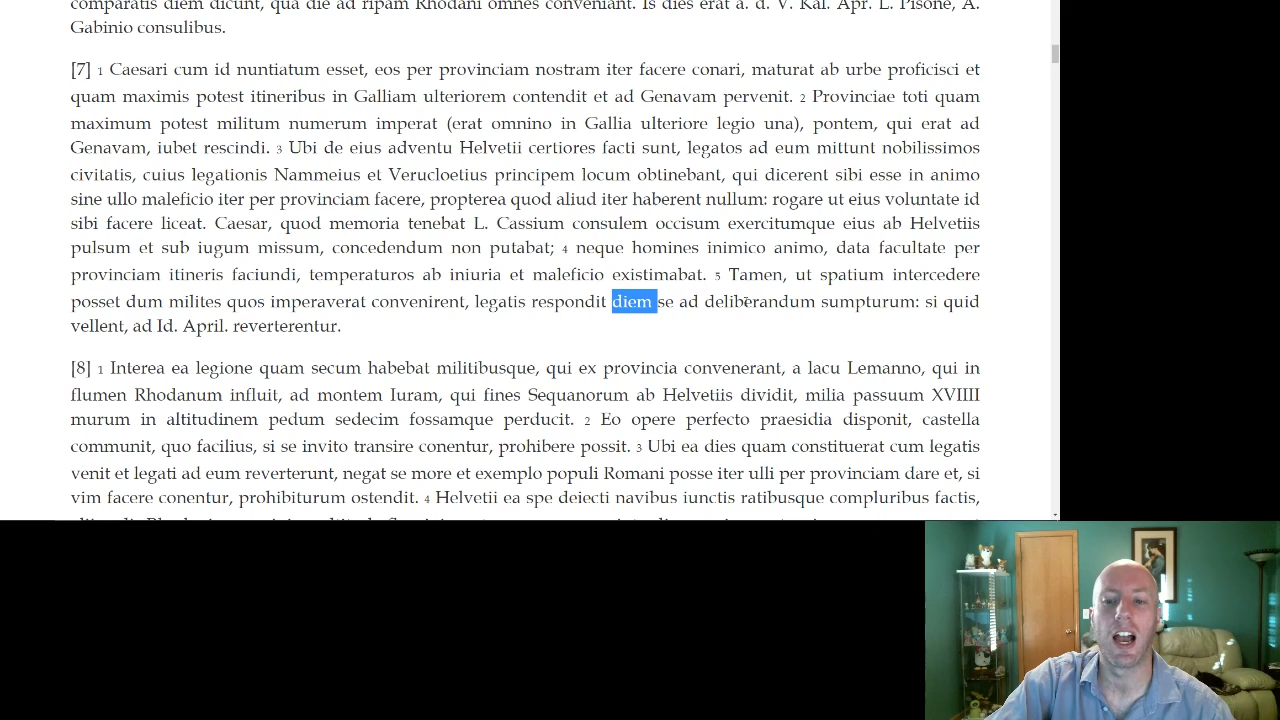 comparatis diem dicunt, qua die ad ripam Rhodani omnes conveniant. Is dies erat a. d. V. Kal. Apr. L. Pisone, A.
Gabinio consulibus.
[7] 1 Caesari cum id nuntiatum esset, eos per provinciam nostram iter facere conari, maturat ab urbe proficisci et
quam maximis potest itineribus in Galliam ulteriorem contendit et ad Genavam pervenit. 2 Provinciae toti quam
maximum potest militum numerum imperat (erat omnino in Gallia ulteriore legio una), pontem, qui erat ad
Genavam, iubet rescindi. 3 Ubi de eius adventu Helvetii certiores facti sunt, legatos ad eum mittunt nobilissimos
civitatis, cuius legationis Nammeius et Verucloetius principem locum obtinebant, qui dicerent sibi esse in animo
sine ullo maleficio iter per provinciam facere, propterea quod aliud iter haberent nullum: rogare ut eius voluntate id
sibi facere liceat. Caesar, quod memoria tenebat L. Cassium consulem occisum exercitumque eius ab Helvetiis
pulsum et sub iugum missum, concedendum non putabat; 4 neque homines inimico animo, data facultate per
provinciam itineris faciundi, temperaturos ab iniuria et maleficio existimabat. 5 Tamen, ut spatium intercedere
posset dum milites quos imperaverat convenirent, legatis respondit diem se ad deliberandum sumpturum: si quid
vellent, ad Id. April. reverterentur.
[8] 1 Interea ea legione quam secum habebat militibusque, qui ex provincia convenerant, a lacu Lemanno, qui in
flumen Rhodanum influit, ad montem Iuram, qui fines Sequanorum ab Helvetiis dividit, milia passuum XVIIII
murum in altitudinem pedum sedecim fossamque perducit. 2 Eo opere perfecto praesidia disponit, castella
communit, quo facilius, si se invito transire conentur, prohibere possit. 3 Ubi ea dies quam constituerat cum legatis
venit et legati ad eum reverterunt, negat se more et exemplo populi Romani posse iter ulli per provinciam dare et, si
vim facere conentur, prohibiturum ostendit. 4 Helvetii ea spe deiecti navibus iunctis ratibusque compluribus factis,